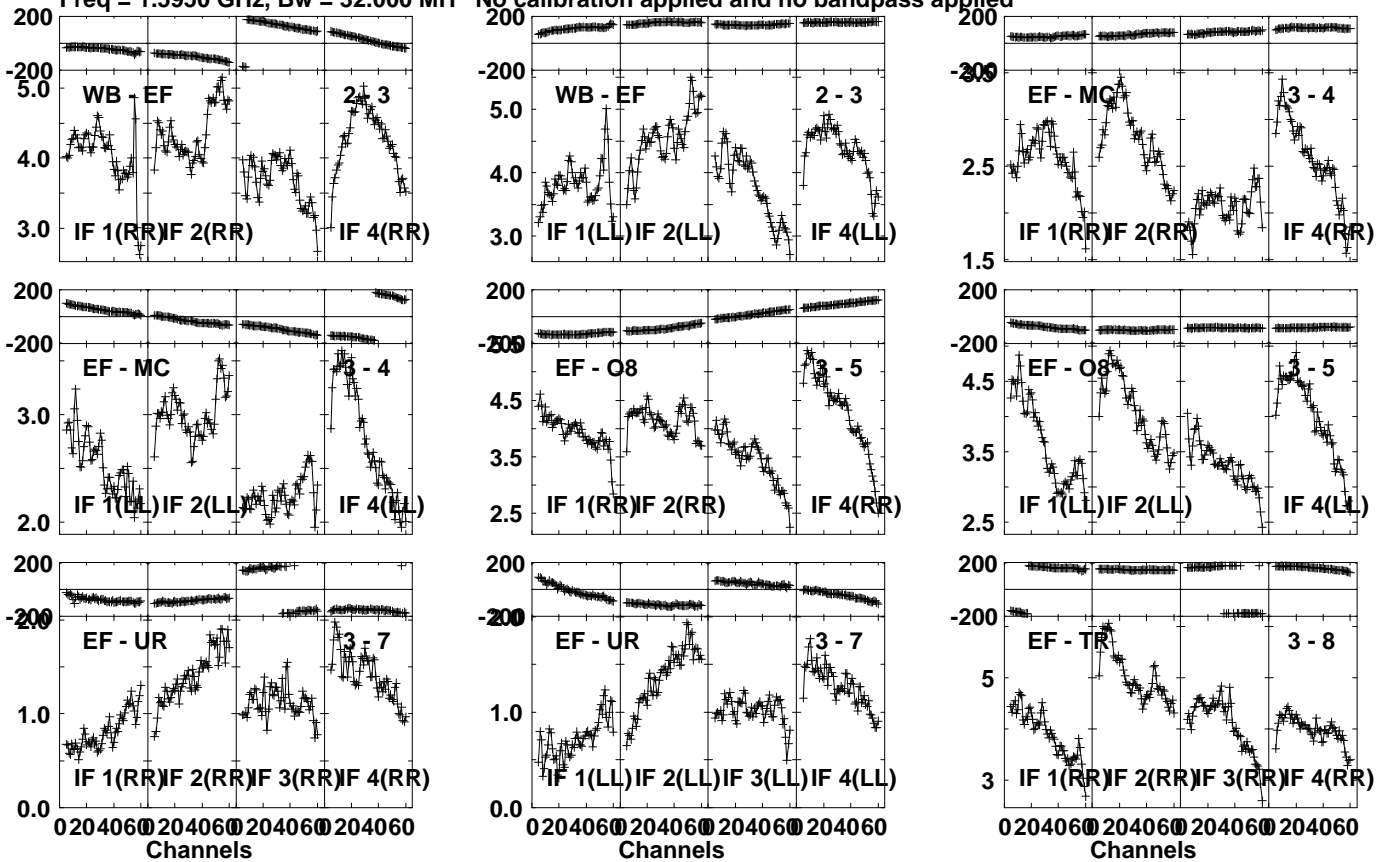 Freq = 1.5950 GHz, Bw = 32.000 MH No calibration applied and no bandpass applied
200
-200
5.0
4.0
3.0
WB - EF
2 - 3
IF 1(RR)
IF 2(RR)
IF 4(RR)
200
-200
5.0
4.0
3.0
WB - EF
2 - 3
IF 1(LL)
IF 2(LL)
IF 4(LL)
200
-200
3.5
2.5
1.5
EF - MC
3 - 4
IF 1(RR)
IF 2(RR)
IF 4(RR)
200
-200
3.0
2.0
EF - MC
3 - 4
IF 1(LL)
IF 2(LL)
IF 4(LL)
200
-200
5.5
4.5
3.5
2.5
EF - O8
3 - 5
IF 1(RR)
IF 2(RR)
IF 4(RR)
200
-200
4.5
3.5
2.5
EF - O8
3 - 5
IF 1(LL)
IF 2(LL)
IF 4(LL)
200
-200
2.0
1.0
0.0
EF - UR
3 - 7
IF 1(RR)
IF 2(RR)
IF 3(RR)
IF 4(RR)
0 20 40 60 0 20 40 60 0 20 40 60 0 20 40 60
Channels
200
-200
2.0
1.0
0.0
EF - UR
3 - 7
IF 1(LL)
IF 2(LL)
IF 3(LL)
IF 4(LL)
0 20 40 60 0 20 40 60 0 20 40 60 0 20 40 60
Channels
200
-200
5
3
EF - TR
3 - 8
IF 1(RR)
IF 2(RR)
IF 3(RR)
IF 4(RR)
0 20 40 60 0 20 40 60 0 20 40 60 0 20 40 60
Channels